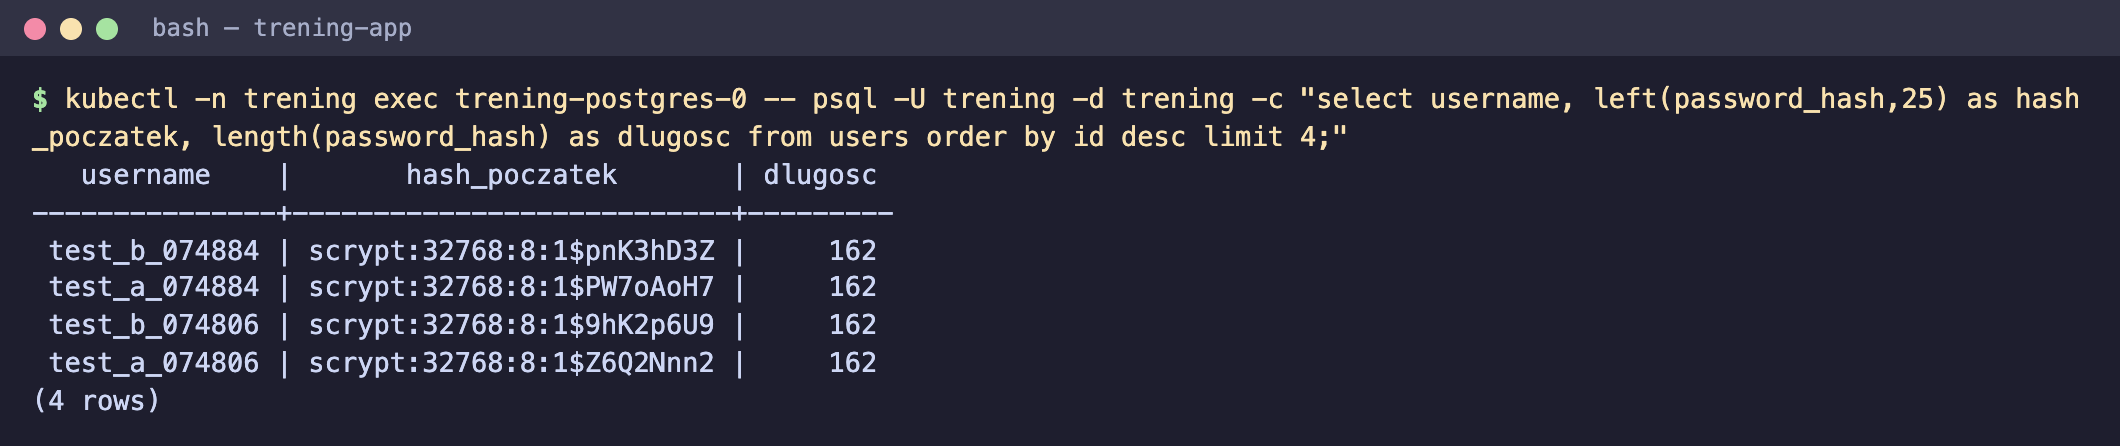 bash — trening-app
$ kubectl -n trening exec trening-postgres-0 -- psql -U trening -d trening -c "select username, left(password_hash,25) as hash
_poczatek, length(password_hash) as dlugosc from users order by id desc limit 4;"
   username    |       hash_poczatek       | dlugosc
---------------+---------------------------+---------
 test_b_074884 | scrypt:32768:8:1$pnK3hD3Z |     162
 test_a_074884 | scrypt:32768:8:1$PW7oAoH7 |     162
 test_b_074806 | scrypt:32768:8:1$9hK2p6U9 |     162
 test_a_074806 | scrypt:32768:8:1$Z6Q2Nnn2 |     162
(4 rows)